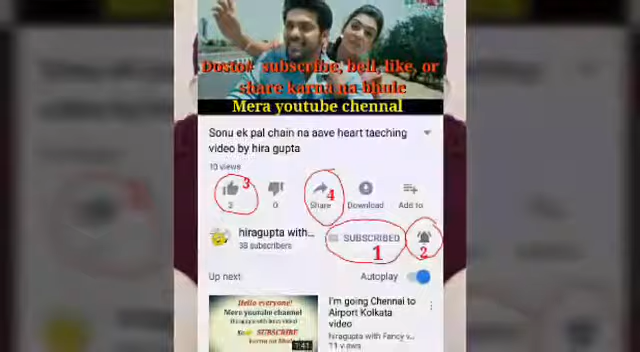 Dosto# subscribe, bell, like, or
share karna na bhule
Mera youtube chennal
Sonu ek pal chain na aave heart taeching
video by hira gupta
10 views
3
4
2
0
Share
Download
Add to
hiragupta with...
38 subscribers
SUBSCRIBED
1
2
Up next
Autoplay
Hello everyone!
Mera youtube channel
SUBSCRIBE
karna na Bhule
1:41
I'm going Chennai to
Airport Kolkata
video
hiragupta with Fancy v...
11 views